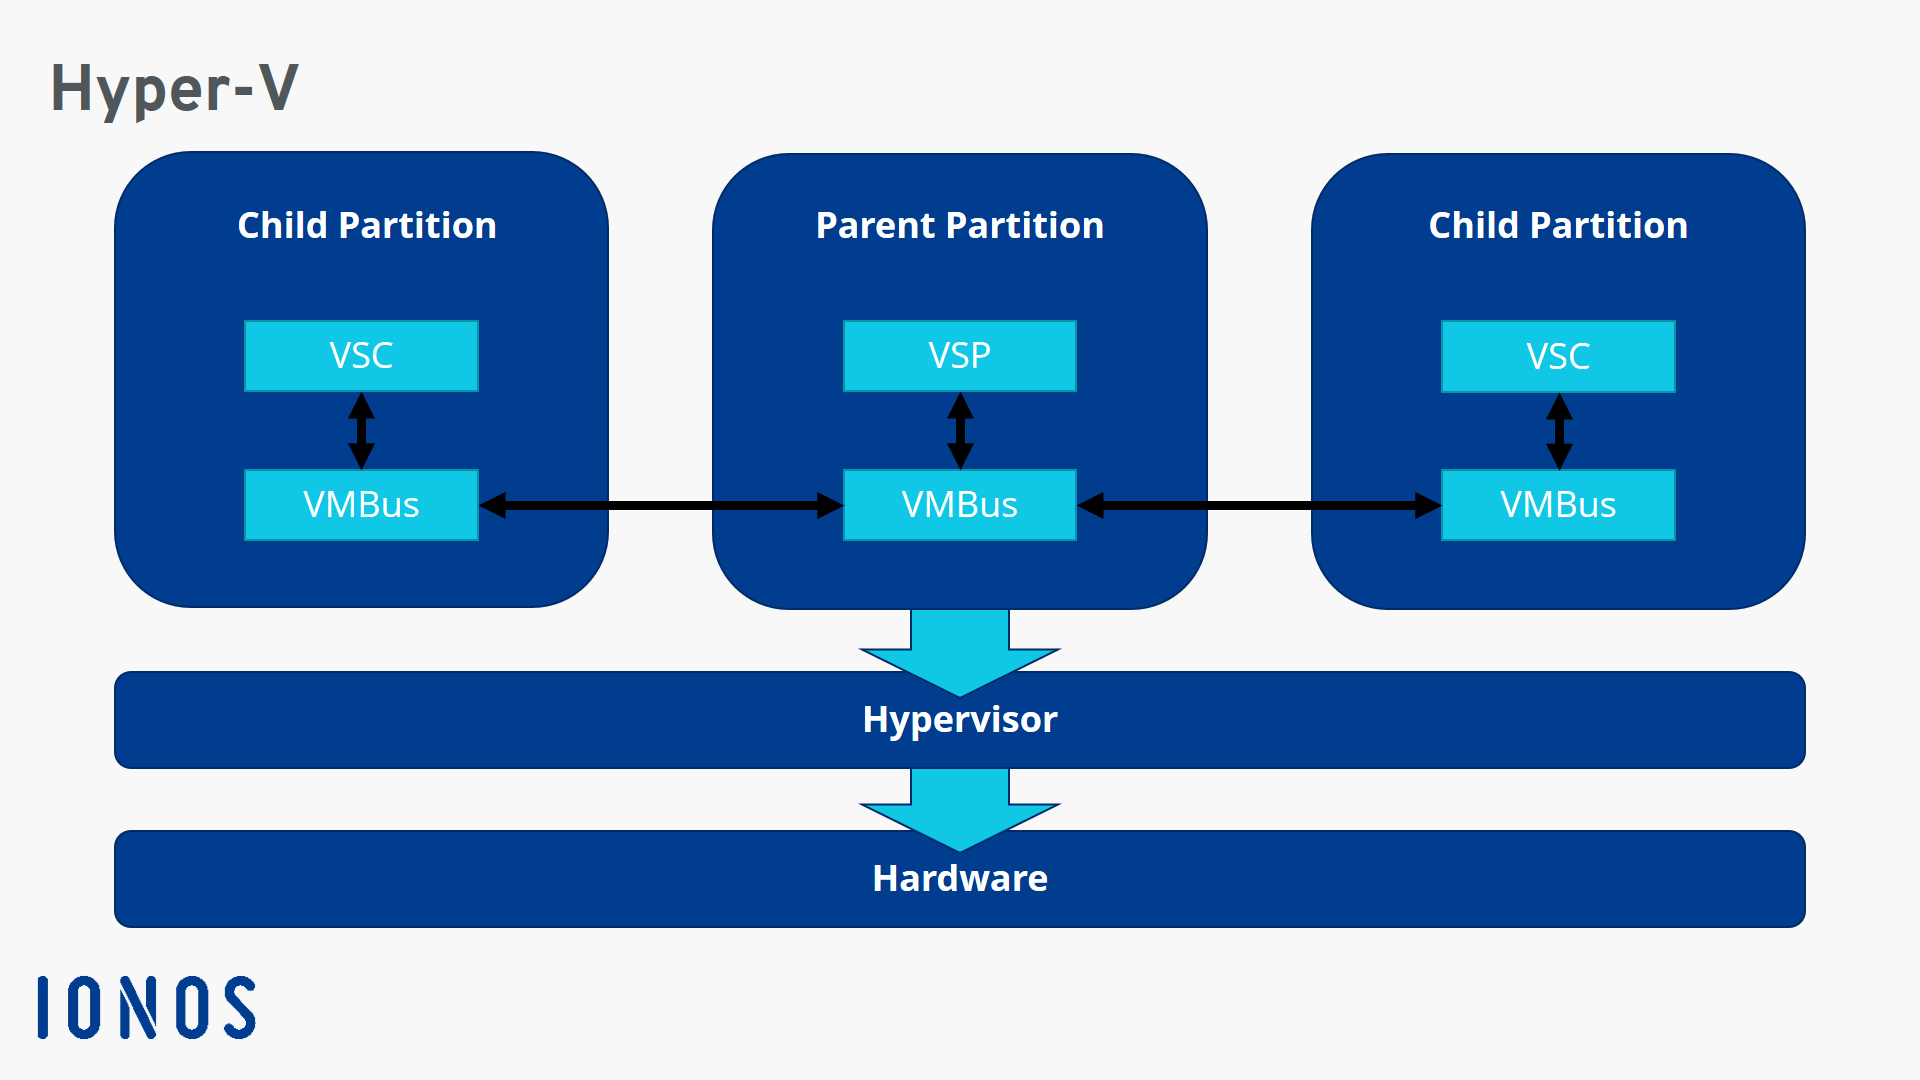 Hyper-V
Child Partition
VSC
VMBus
Parent Partition
VSP
VMBus
Child Partition
VSC
VMBus
Hypervisor
Hardware
IONOS